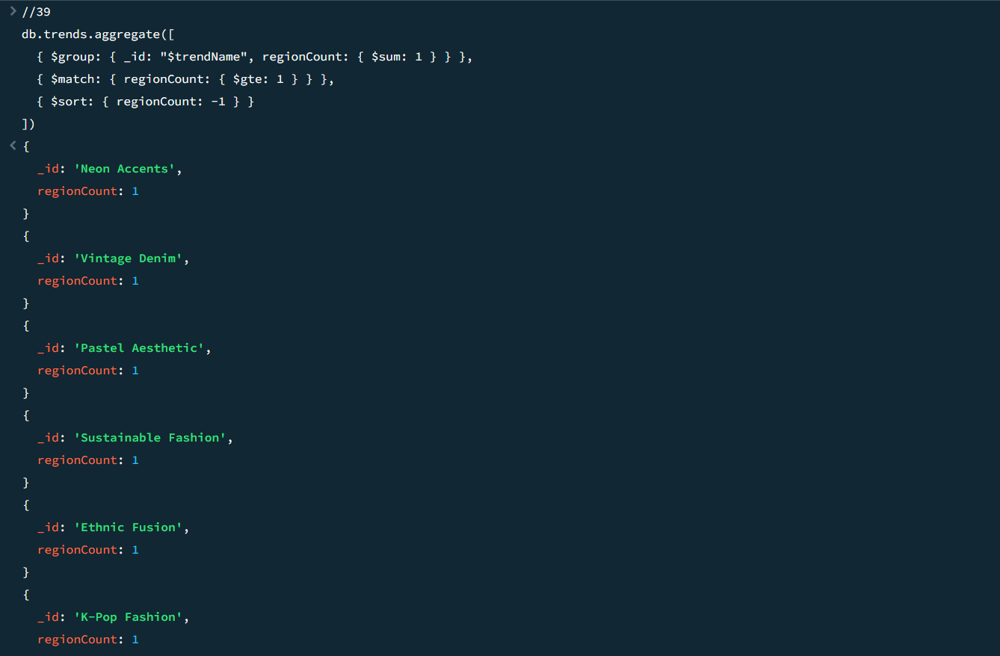 > //39
db.trends.aggregate([
  { $group: { _id: "$trendName", regionCount: { $sum: 1 } } },
  { $match: { regionCount: { $gte: 1 } } },
  { $sort: { regionCount: -1 } }
])
< {
  _id: 'Neon Accents',
  regionCount: 1
}
{
  _id: 'Vintage Denim',
  regionCount: 1
}
{
  _id: 'Pastel Aesthetic',
  regionCount: 1
}
{
  _id: 'Sustainable Fashion',
  regionCount: 1
}
{
  _id: 'Ethnic Fusion',
  regionCount: 1
}
{
  _id: 'K-Pop Fashion',
  regionCount: 1